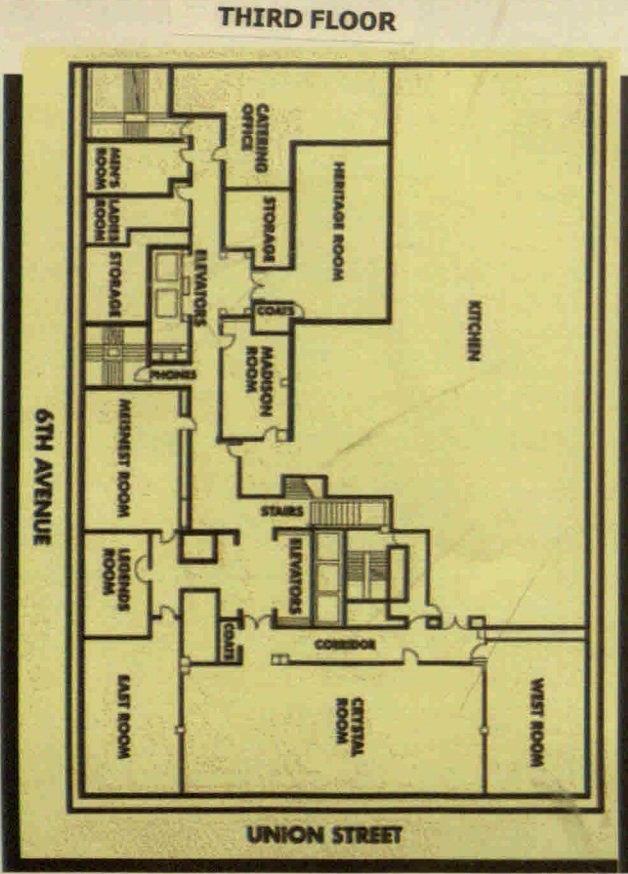 THIRD FLOOR
CATERING
OFFICE
MEN'S
ROOM
LADIES
ROOM
STORAGE
HERITAGE ROOM
STORAGE
ELEVATORS
COATS
KITCHEN
MADISON
ROOM
PHONES
MEISNEST ROOM
6TH AVENUE
STAIRS
LEGENDS
ROOM
ELEVATORS
COATS
CORRIDOR
EAST ROOM
CRYSTAL
ROOM
WEST ROOM
UNION STREET